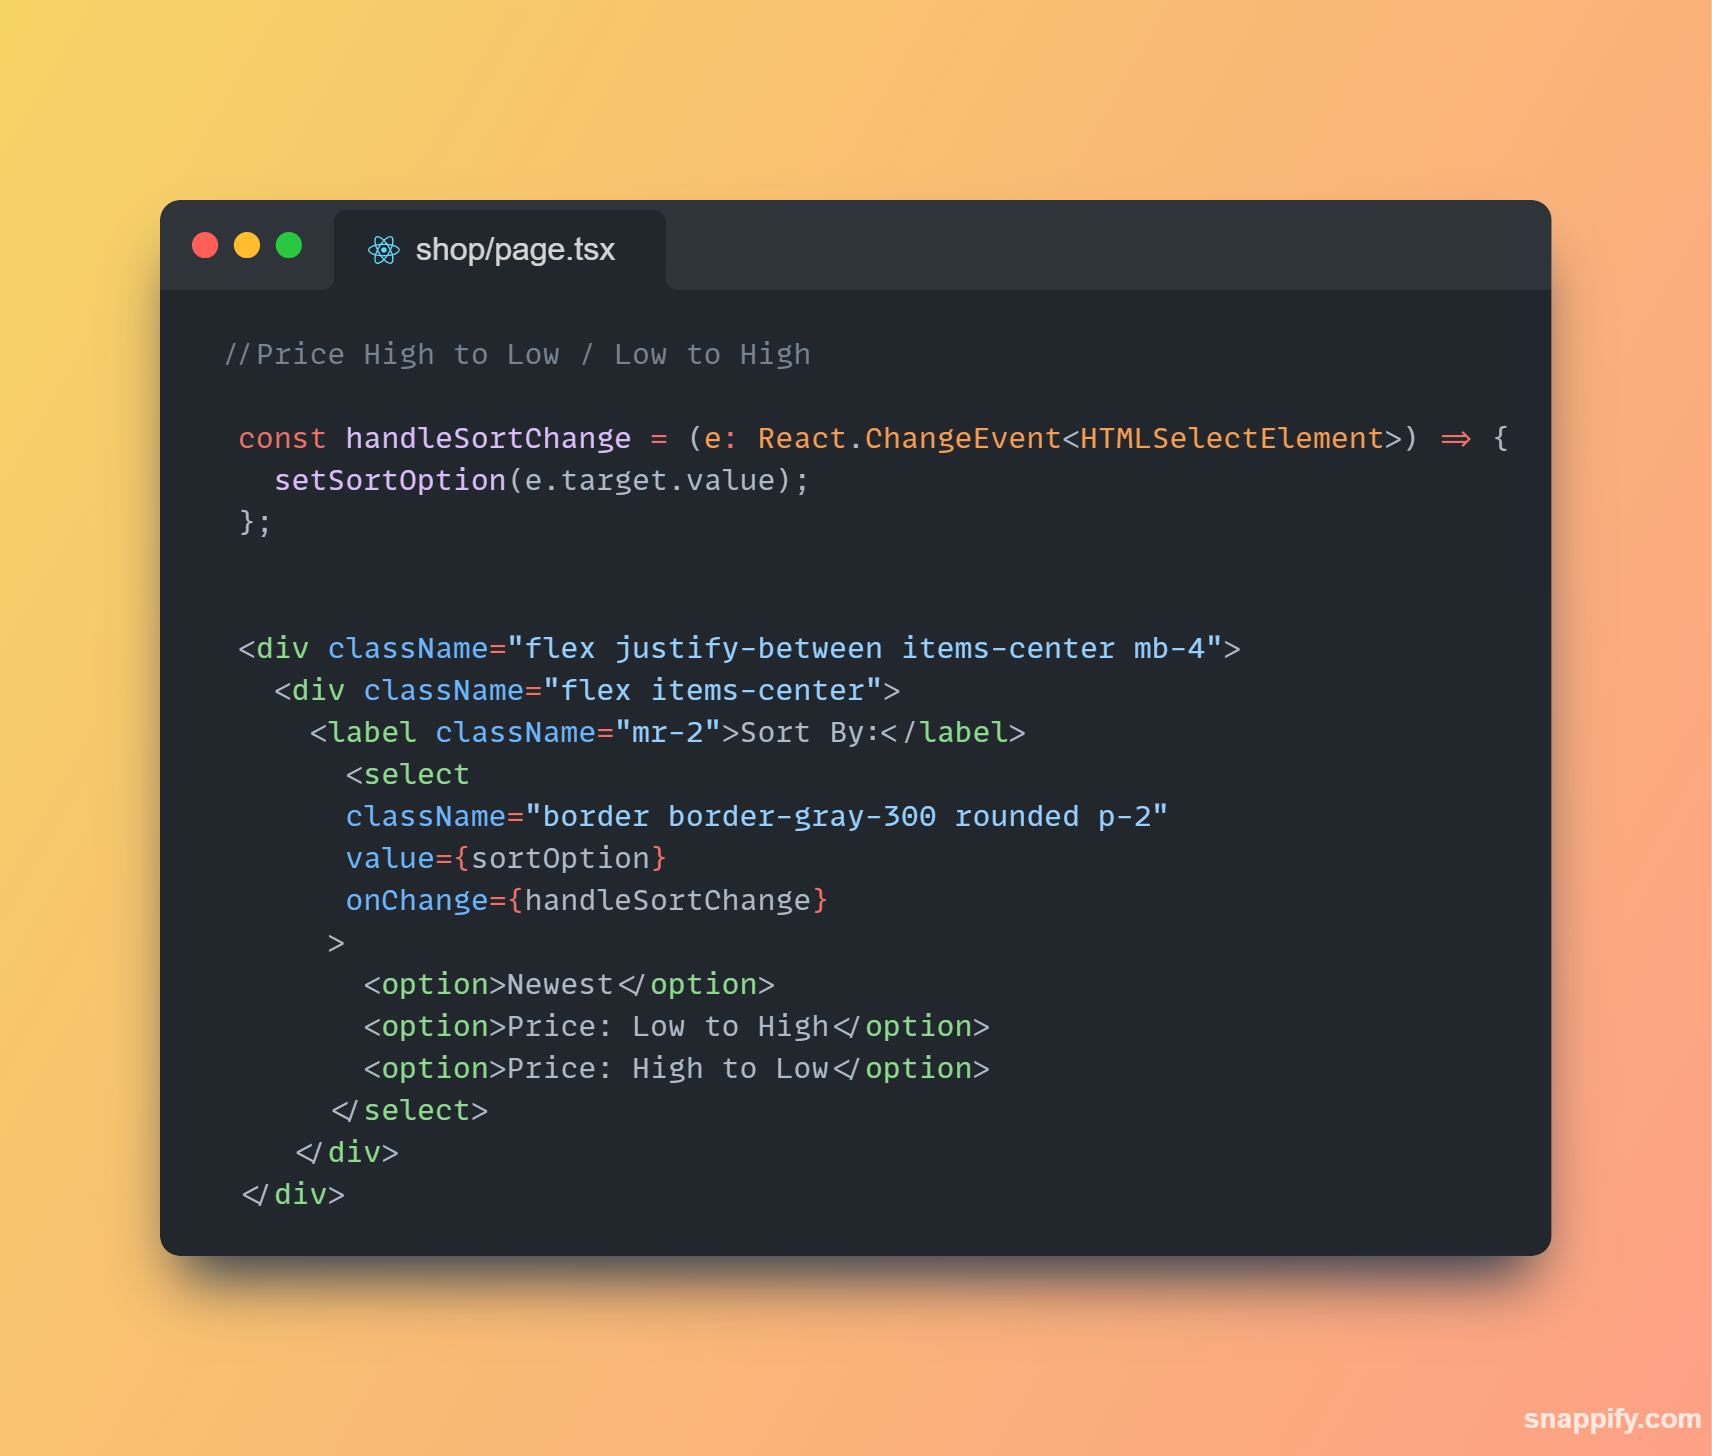 shop/page.tsx
//Price High to Low / Low to High
const handleSortChange = (e: React.ChangeEvent<HTMLSelectElement>) => {
setSortOption(e.target.value);
};
<div className="flex justify-between items-center mb-4">
<div className="flex items-center">
<label className="mr-2">Sort By:</label>
<select
className="border border-gray-300 rounded p-2"
value={sortOption}
onChange={handleSortChange}
>
<option>Newest</option>
<option>Price: Low to High</option>
<option>Price: High to Low</option>
</select>
</div>
</div>
snappify.com